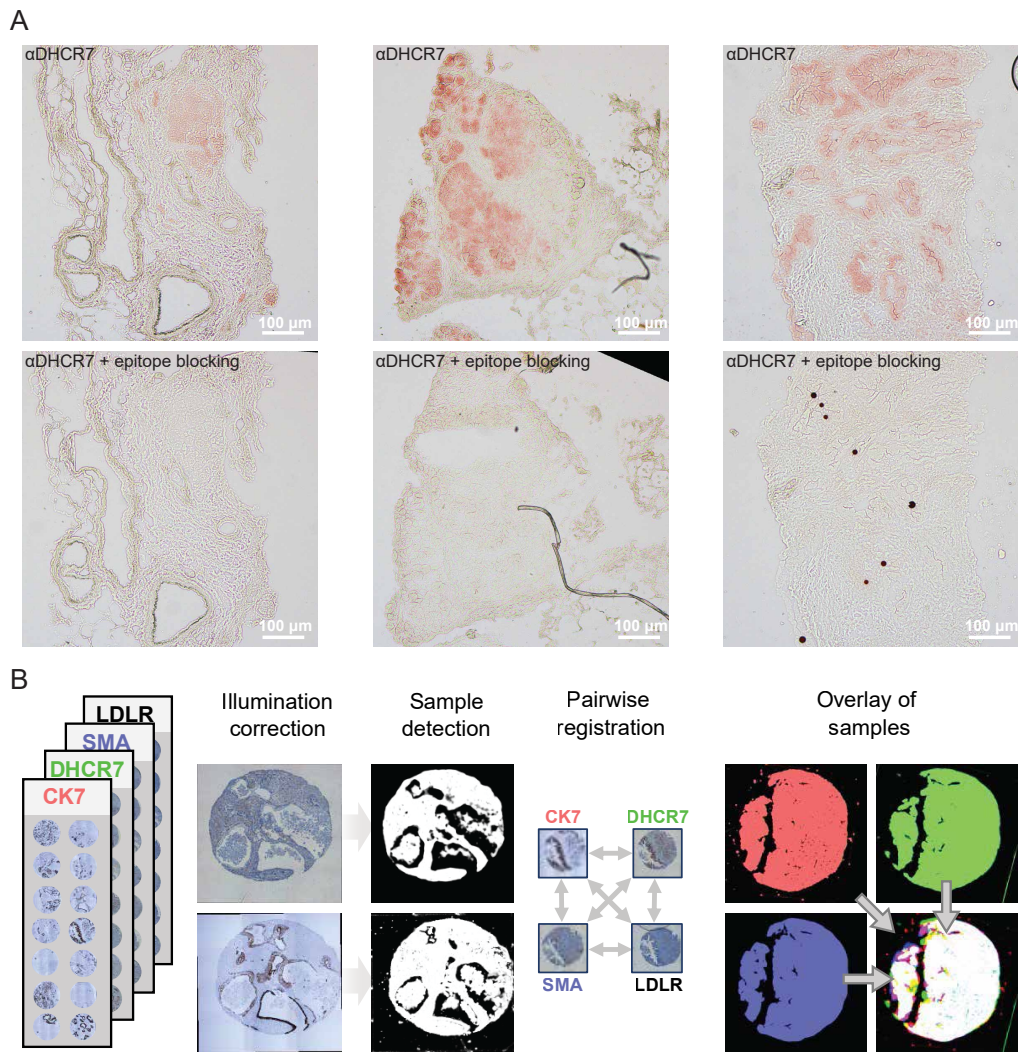 A
αDHCR7
αDHCR7
αDHCR7
100 µm
100 µm
100 µm
αDHCR7 + epitope blocking
αDHCR7 + epitope blocking
αDHCR7 + epitope blocking
100 µm
100 µm
100 µm
B
LDLR
SMA
DHCR7
CK7
Illumination
correction
Sample
detection
Pairwise
registration
Overlay of
samples
CK7
DHCR7
SMA
LDLR